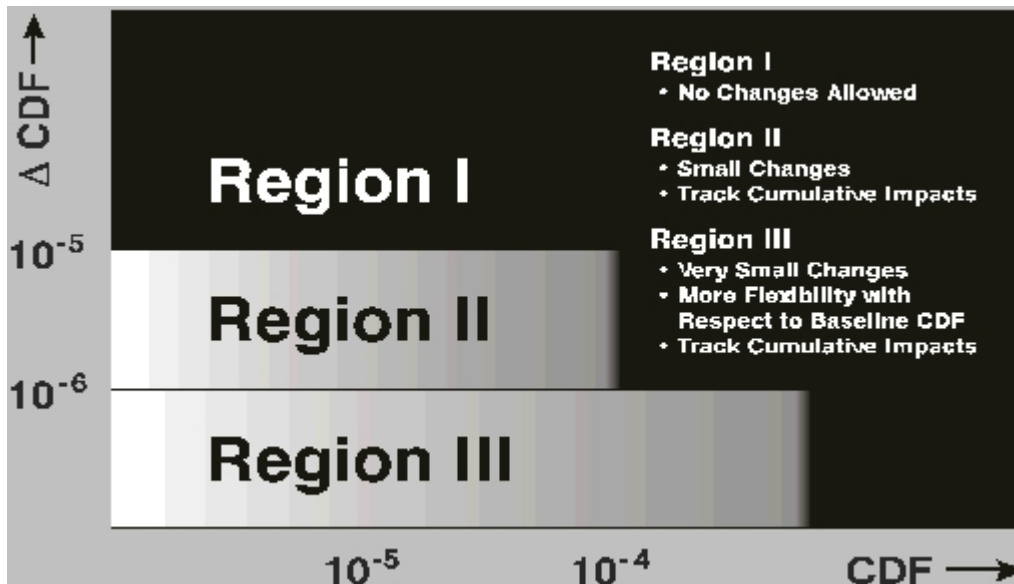 Δ CDF→
Region I
• No Changes Allowed
Region II
• Small Changes
• Track Cumulative Impacts
Region III
• Very Small Changes
• More Flexibility with
Respect to Baseline CDF
• Track Cumulative Impacts
Region I
10⁻⁵
Region II
10⁻⁶
Region III
10⁻⁵
10⁻⁴
CDF→